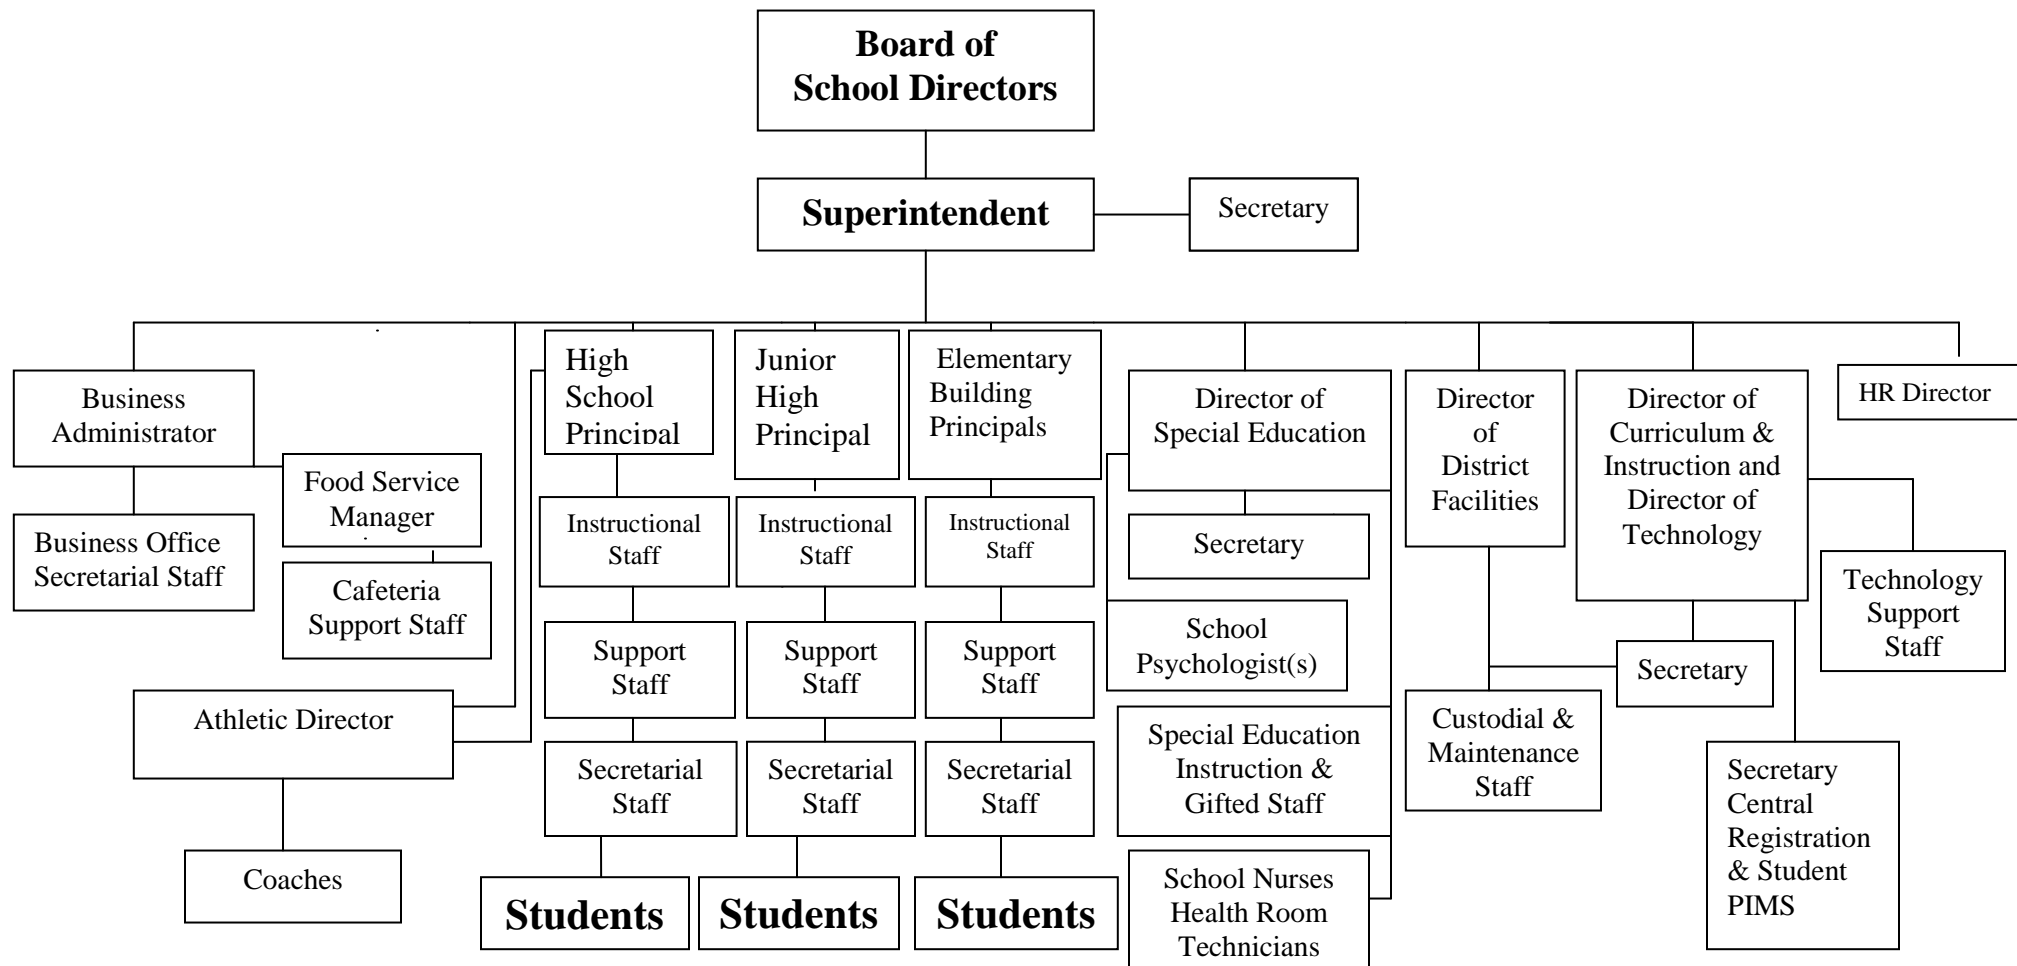 Board of
School Directors
Superintendent
Secretary
Business
Administrator
Business Office
Secretarial Staff
Food Service
Manager
Cafeteria
Support Staff
Athletic Director
Coaches
High
School
Principal
Instructional
Staff
Support
Staff
Secretarial
Staff
Students
Junior
High
Principal
Instructional
Staff
Support
Staff
Secretarial
Staff
Students
Elementary
Building
Principals
Instructional
Staff
Support
Staff
Secretarial
Staff
Students
Director of
Special Education
Secretary
School
Psychologist(s)
Special Education
Instruction &
Gifted Staff
School Nurses
Health Room
Technicians
Director
of
District
Facilities
Custodial &
Maintenance
Staff
Director of
Curriculum &
Instruction and
Director of
Technology
Secretary
Technology
Support
Staff
Secretary
Central
Registration
& Student
PIMS
HR Director